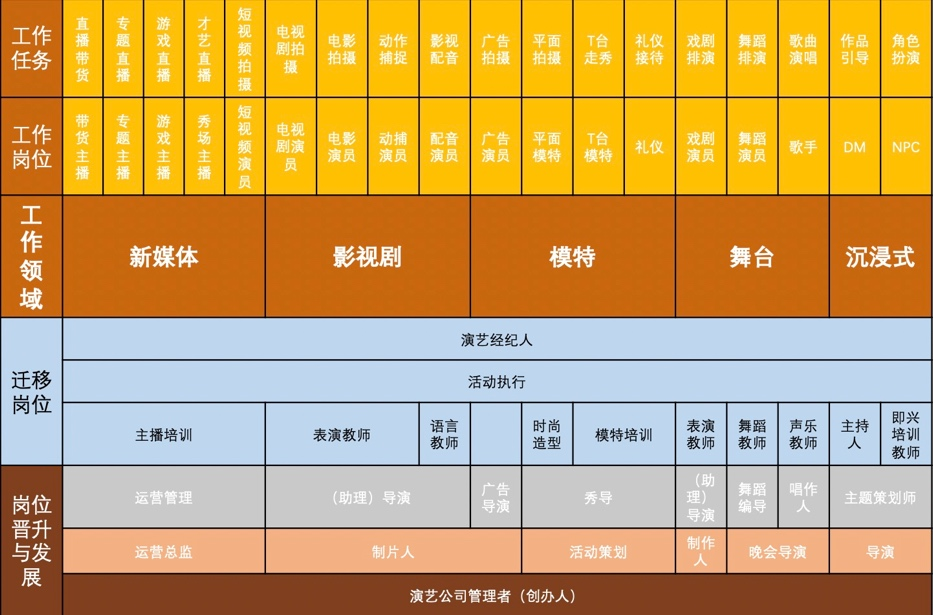 工作任务
直播带货
专题直播
游戏直播
才艺直播
短视频拍摄
电视剧拍摄
电影拍摄
动作捕捉
影视配音
广告拍摄
平面拍摄
T台走秀
礼仪接待
戏剧排演
舞蹈排演
歌曲演唱
作品引导
角色扮演
工作岗位
带货主播
专题主播
游戏主播
秀场主播
短视频演员
电视剧演员
电影演员
动捕演员
配音演员
广告演员
平面模特
T台模特
礼仪
戏剧演员
舞蹈演员
歌手
DM
NPC
工作领域
新媒体
影视剧
模特
舞台
沉浸式
迁移岗位
演艺经纪人
活动执行
主播培训
表演教师
语言教师
时尚造型
模特培训
表演教师
舞蹈教师
声乐教师
主持人
即兴培训教师
岗位晋升与发展
运营管理
（助理）导演
广告导演
秀导
（助理）导演
舞蹈编导
唱作人
主题策划师
运营总监
制片人
活动策划
制作人
晚会导演
导演
演艺公司管理者（创办人）